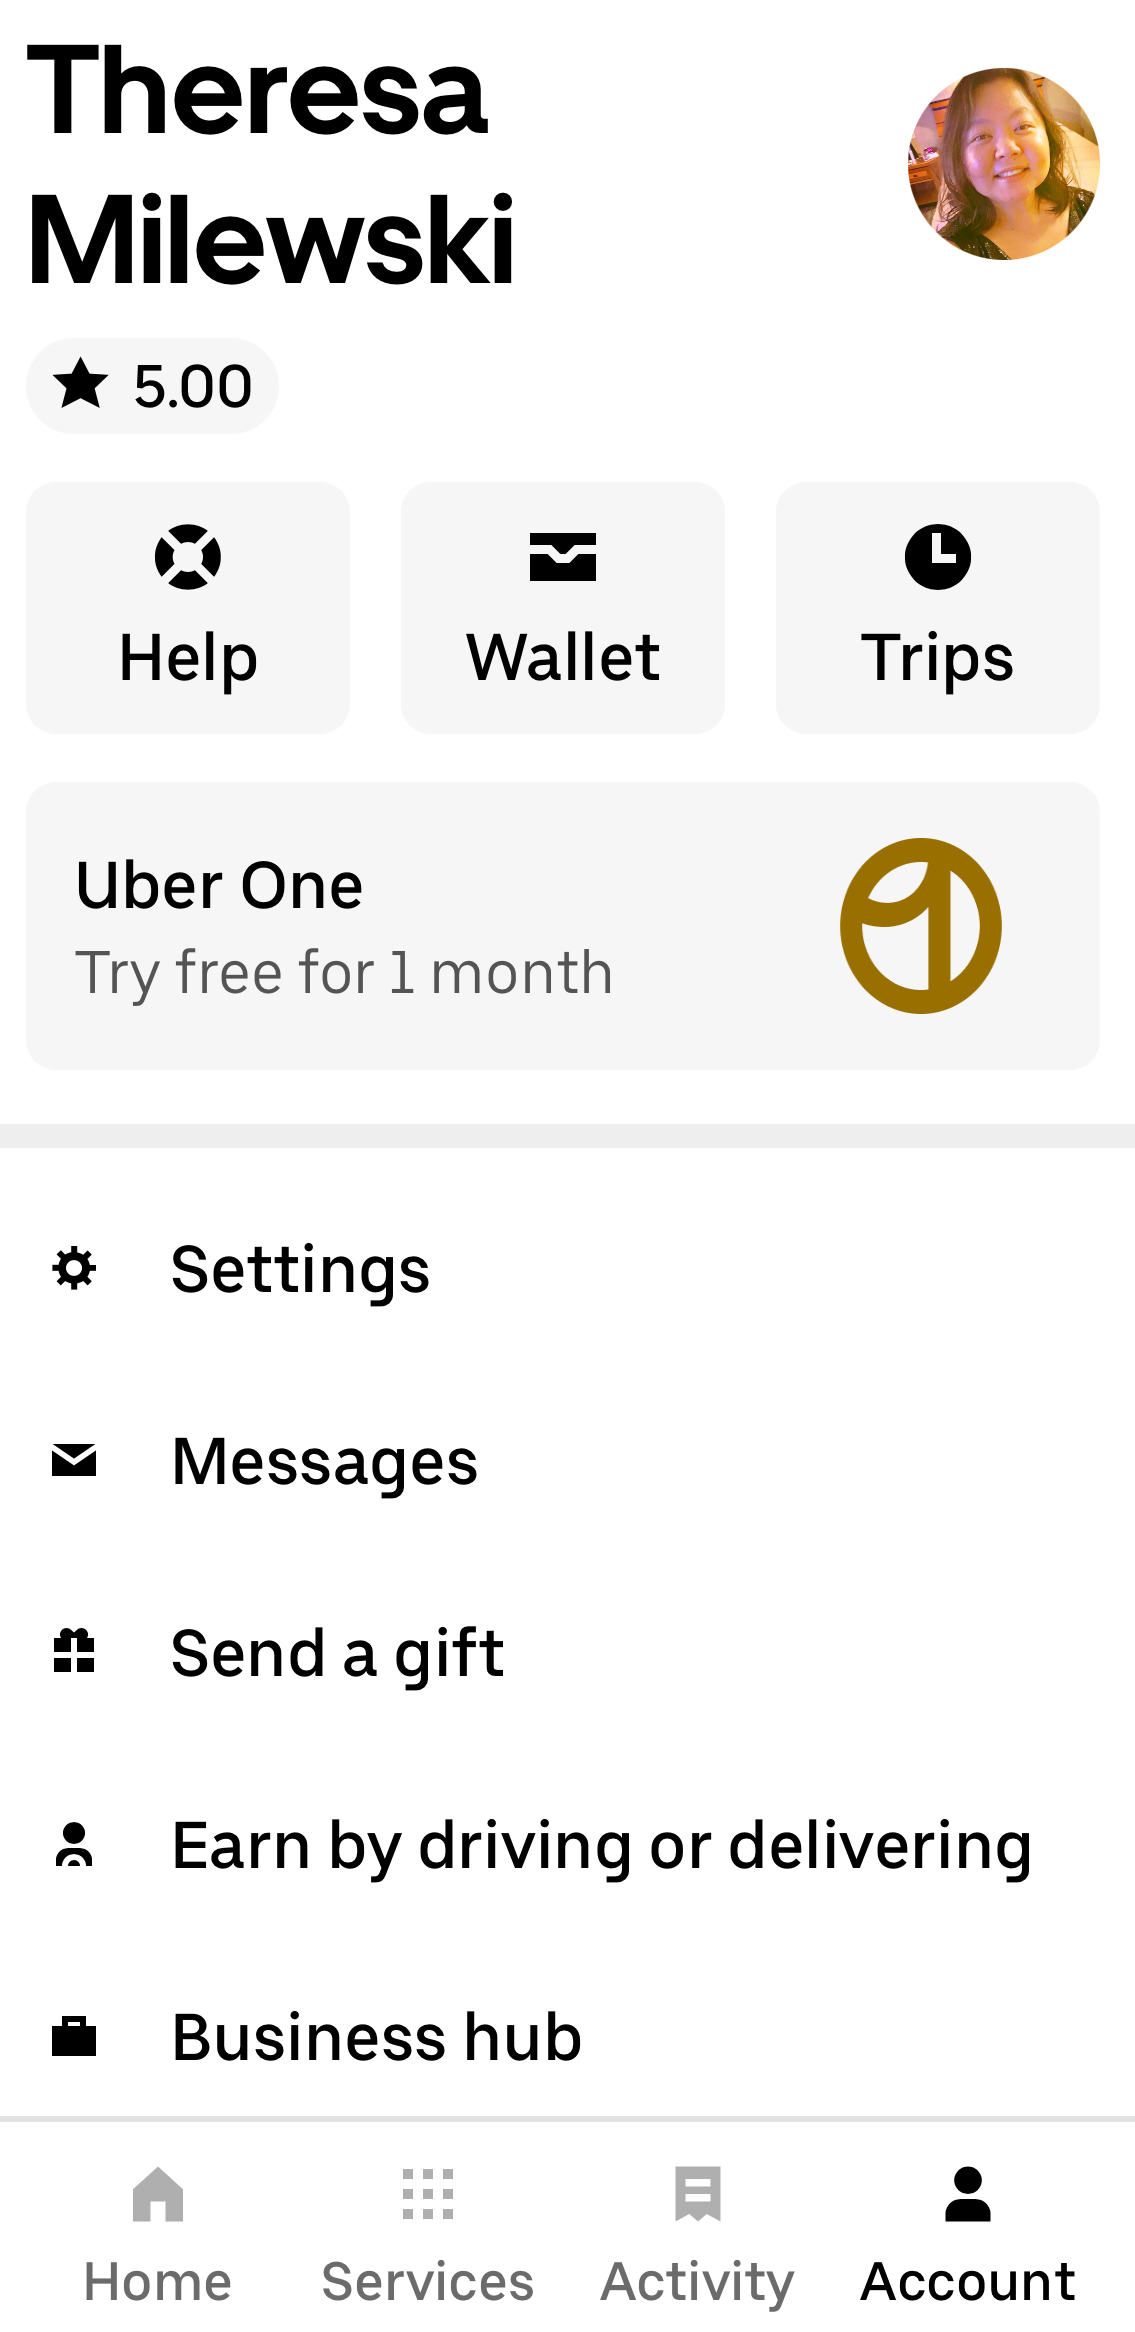 Theresa
Milewski
5.00
Help
Wallet
Trips
Uber One
Try free for 1 month
Settings
Messages
Send a gift
Earn by driving or delivering
Business hub
Home
Services
Activity
Account